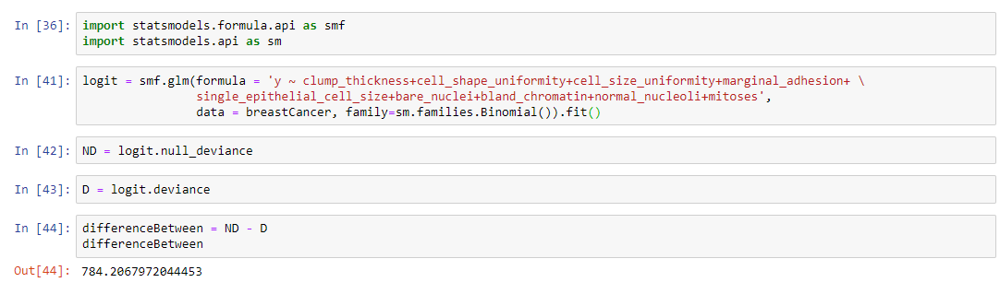 In [36]: import statsmodels.formula.api as smf
import statsmodels.api as sm
In [41]: logit = smf.glm(formula = 'y ~ clump_thickness+cell_shape_uniformity+cell_size_uniformity+marginal_adhesion+ \
single_epithelial_cell_size+bare_nuclei+bland_chromatin+normal_nucleoli+mitoses',
data = breastCancer, family=sm.families.Binomial()).fit()
In [42]: ND = logit.null_deviance
In [43]: D = logit.deviance
In [44]: differenceBetween = ND - D
differenceBetween
Out[44]: 784.2067972044453